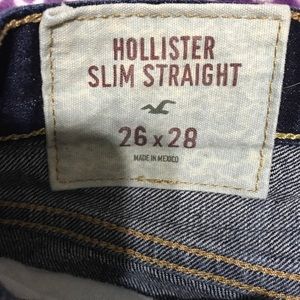 HOLLISTER
SLIM STRAIGHT
26 x 28
MADE IN MEXICO